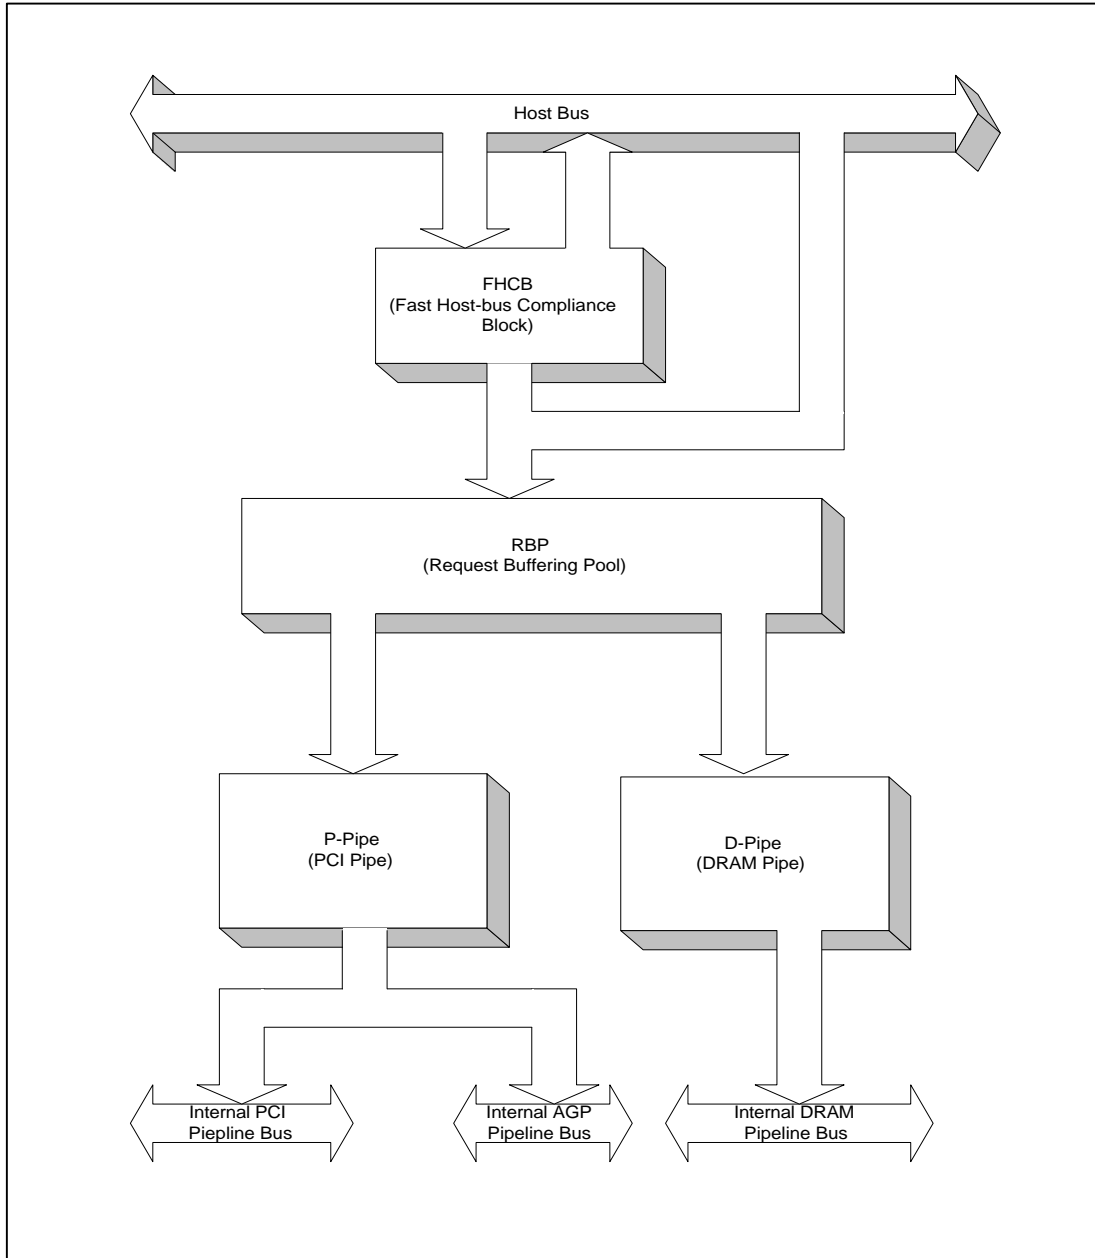 Host Bus
FHCB
(Fast Host-bus Compliance
Block)
RBP
(Request Buffering Pool)
P-Pipe
(PCI Pipe)
D-Pipe
(DRAM Pipe)
Internal PCI
Piepline Bus
Internal AGP
Pipeline Bus
Internal DRAM
Pipeline Bus